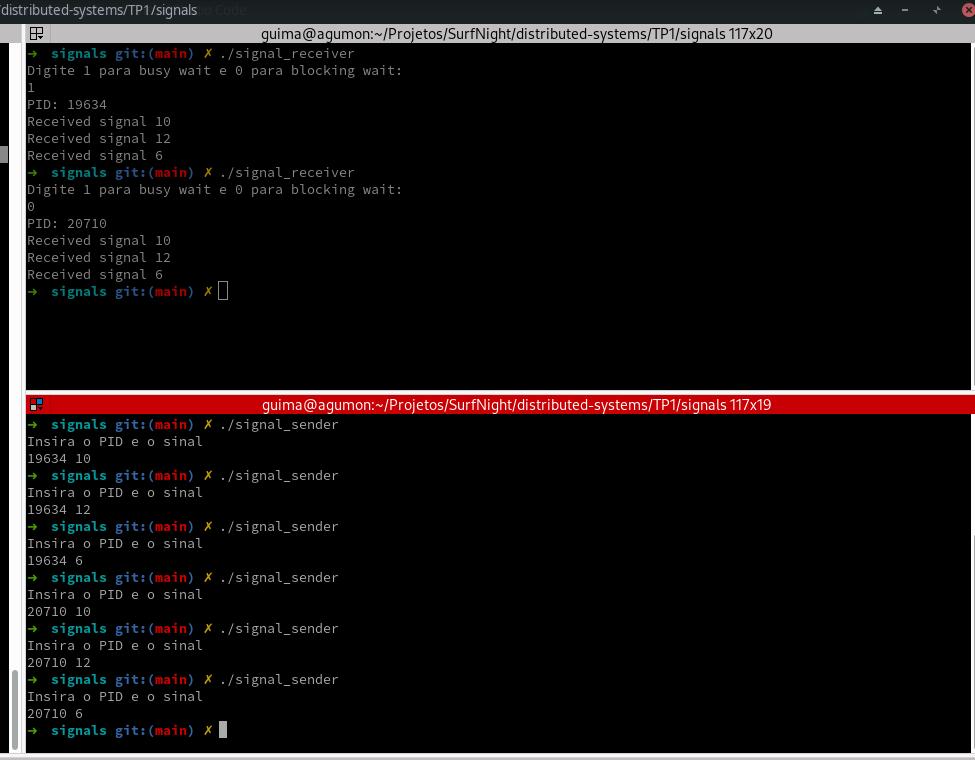 distributed-systems/TP1/signals
guima@agumon:~/Projetos/SurfNight/distributed-systems/TP1/signals 117x20
➜ signals git:(main) ✗ ./signal_receiver
Digite 1 para busy wait e 0 para blocking wait:
1
PID: 19634
Received signal 10
Received signal 12
Received signal 6
➜ signals git:(main) ✗ ./signal_receiver
Digite 1 para busy wait e 0 para blocking wait:
0
PID: 20710
Received signal 10
Received signal 12
Received signal 6
➜ signals git:(main) ✗
guima@agumon:~/Projetos/SurfNight/distributed-systems/TP1/signals 117x19
➜ signals git:(main) ✗ ./signal_sender
Insira o PID e o sinal
19634 10
➜ signals git:(main) ✗ ./signal_sender
Insira o PID e o sinal
19634 12
➜ signals git:(main) ✗ ./signal_sender
Insira o PID e o sinal
19634 6
➜ signals git:(main) ✗ ./signal_sender
Insira o PID e o sinal
20710 10
➜ signals git:(main) ✗ ./signal_sender
Insira o PID e o sinal
20710 12
➜ signals git:(main) ✗ ./signal_sender
Insira o PID e o sinal
20710 6
➜ signals git:(main) ✗